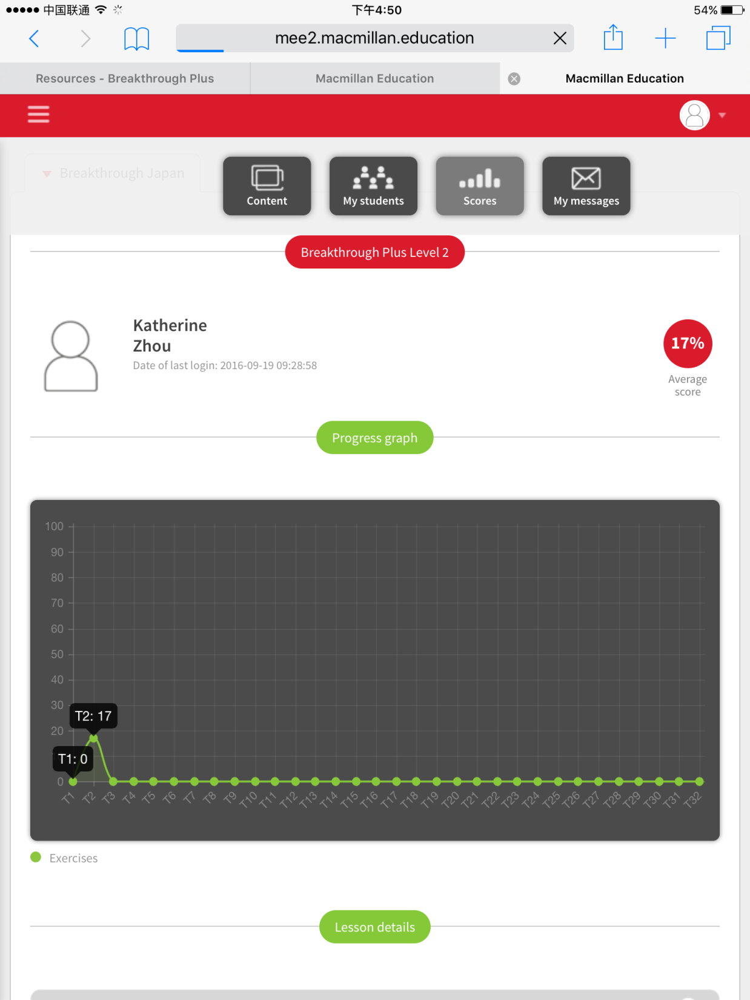 中国联通
下午4:50
54%
mee2.macmillan.education
Resources - Breakthrough Plus
Macmillan Education
Macmillan Education
Breakthrough Japan
Content
My students
Scores
My messages
Breakthrough Plus Level 2
Katherine
Zhou
Date of last login: 2016-09-19 09:28:58
17%
Average
score
Progress graph
100
90
80
70
60
50
40
30
T2: 17
20
T1: 0
0
T1 T2 T3 T4 T5 T6 T7 T8 T9 T10 T11 T12 T13 T14 T15 T16 T17 T18 T19 T20 T21 T22 T23 T24 T25 T26 T27 T28 T29 T30 T31 T32
Exercises
Lesson details